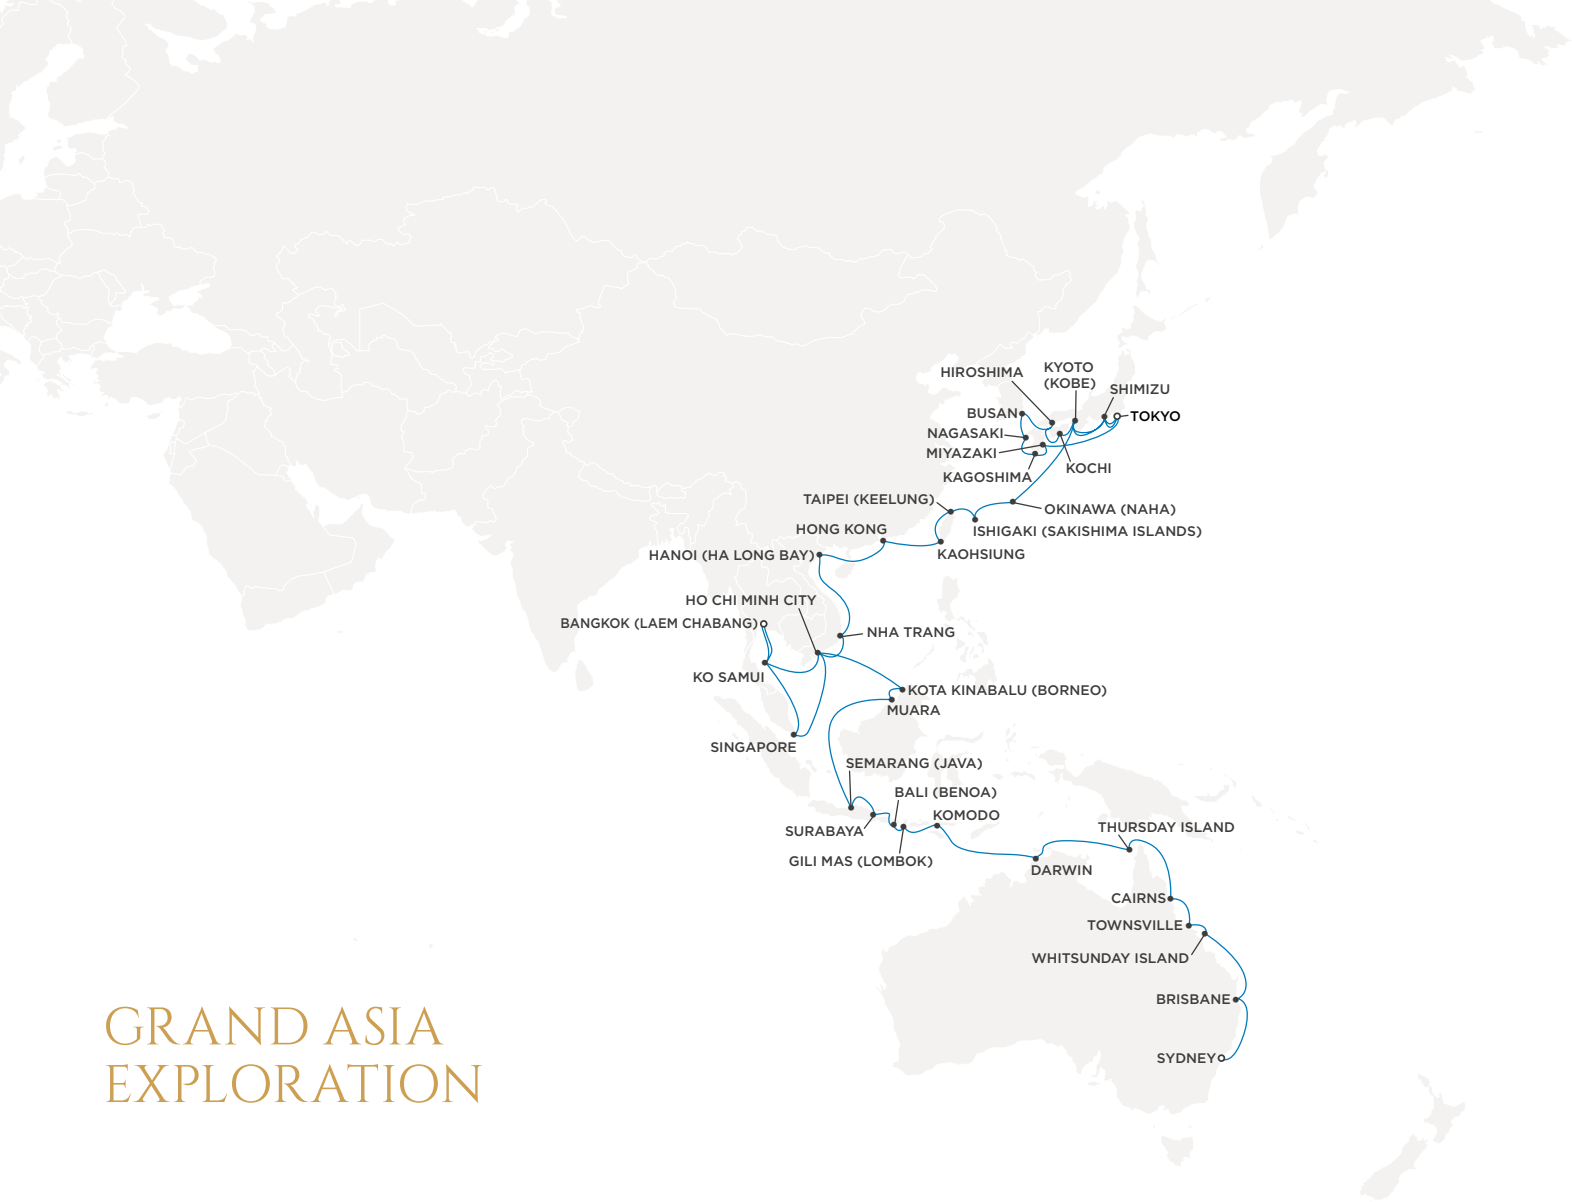 HIROSHIMA
KYOTO
(KOBE)
SHIMIZU
BUSAN
TOKYO
NAGASAKI
MIYAZAKI
KAGOSHIMA
KOCHI
TAIPEI (KEELUNG)
OKINAWA (NAHA)
HONG KONG
ISHIGAKI (SAKISHIMA ISLANDS)
HANOI (HA LONG BAY)
KAOHSIUNG
HO CHI MINH CITY
BANGKOK (LAEM CHABANG)
NHA TRANG
KO SAMUI
KOTA KINABALU (BORNEO)
MUARA
SINGAPORE
SEMARANG (JAVA)
BALI (BENOA)
KOMODO
SURABAYA
THURSDAY ISLAND
GILI MAS (LOMBOK)
DARWIN
CAIRNS
TOWNSVILLE
WHITSUNDAY ISLAND
BRISBANE
SYDNEY
GRAND ASIA
EXPLORATION